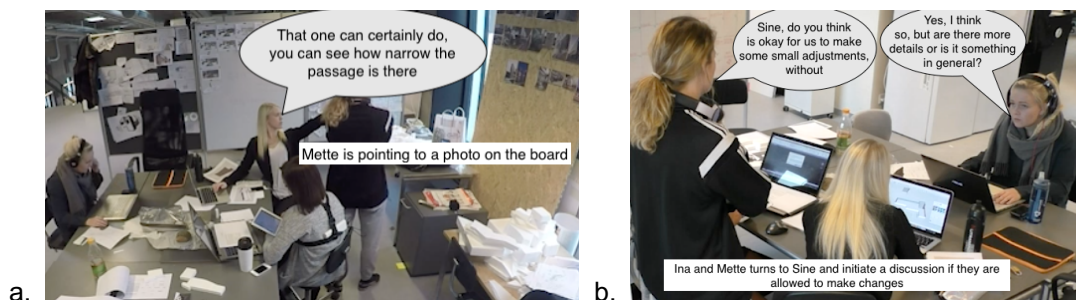 That one can certainly do,
you can see how narrow the
passage is there
Mette is pointing to a photo on the board
a.
Sine, do you think
is okay for us to make
some small adjustments,
without
Yes, I think
so, but are there more
details or is it something
in general?
Ina and Mette turns to Sine and initiate a discussion if they are
allowed to make changes
b.